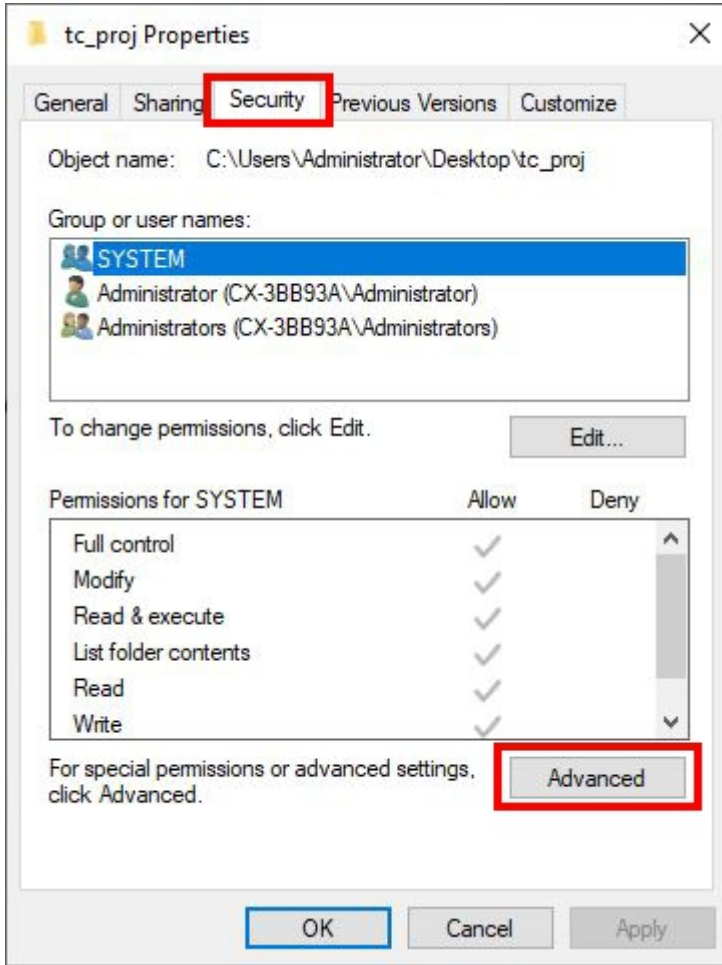 tc_proj Properties
General Sharing Security Previous Versions Customize
Object name: C:\Users\Administrator\Desktop\tc_proj
Group or user names:
SYSTEM
Administrator (CX-3BB93A\Administrator)
Administrators (CX-3BB93A\Administrators)
To change permissions, click Edit.
Edit...
Permissions for SYSTEM Allow Deny
Full control
Modify
Read & execute
List folder contents
Read
Write
For special permissions or advanced settings,
click Advanced.
Advanced
OK Cancel Apply